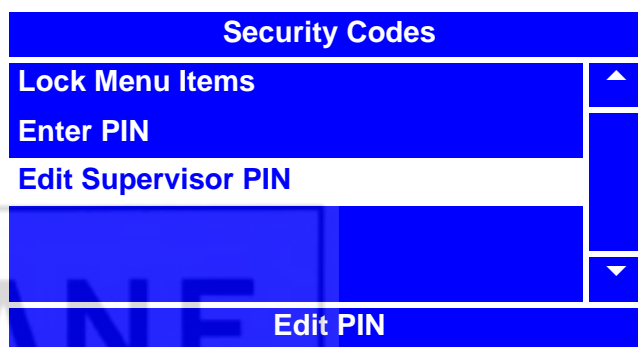 Security Codes
Lock Menu Items
Enter PIN
Edit Supervisor PIN
Edit PIN